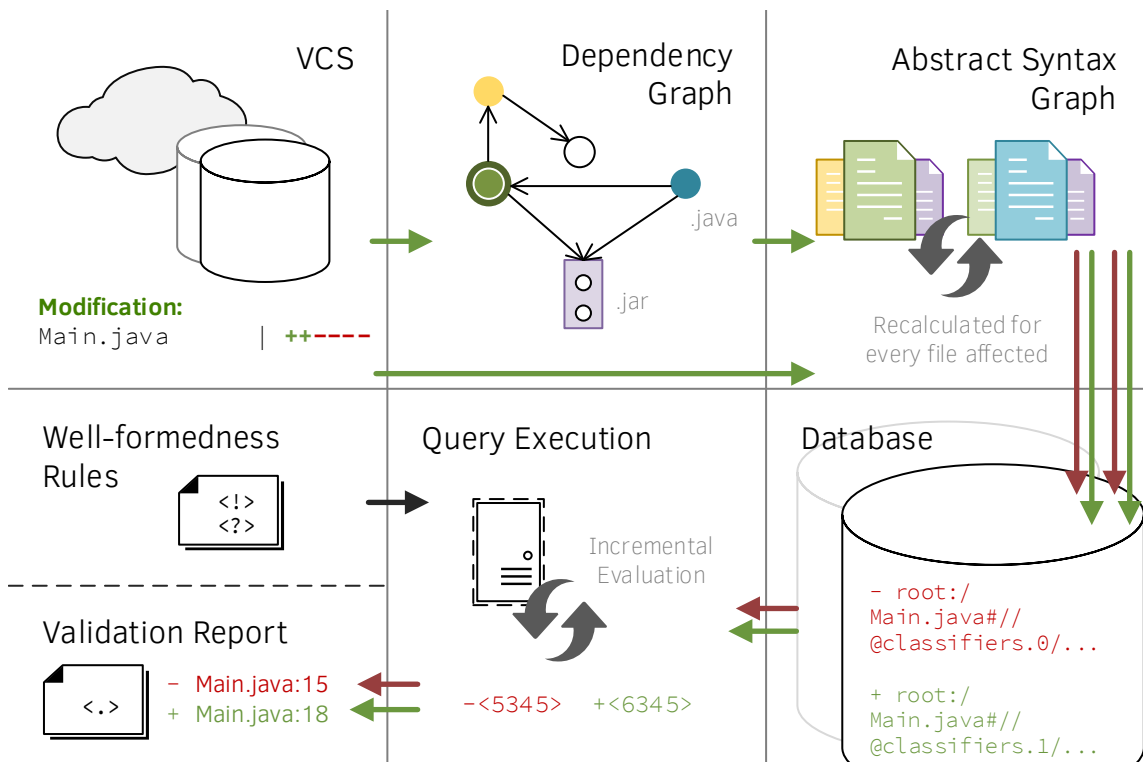 VCS
Modification:
Main.java | ++----
Dependency
Graph
.java
.jar
Abstract Syntax
Graph
Recalculated for
every file affected
Well-formedness
Rules
<!>
<?>
Query Execution
Incremental
Evaluation
-<5345> +<6345>
Database
- root:/
Main.java#//
@classifiers.0/...
+ root:/
Main.java#//
@classifiers.1/...
Validation Report
<.>
- Main.java:15
+ Main.java:18